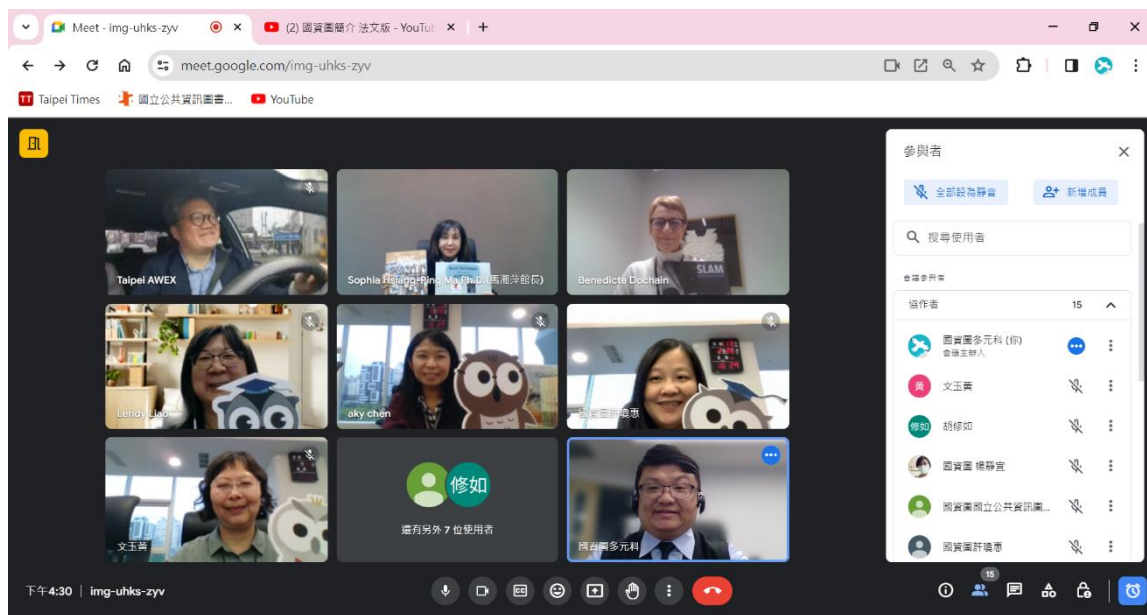 Meet - img-uhks-zyv
(2) 國資圖簡介 法文版 - YouTub
meet.google.com/img-uhks-zyv
Taipei Times
國立公共資訊圖書...
YouTube
Taipei AWEX
Sophia Hsiang-Ping Ma Ph.D.(馬湘萍館長)
Benedicte Dochain
SLAM
Lendy Liao
aky chen
國資圖許曉惠
文玉黃
修如
還有另外 7 位使用者
國資圖多元科
參與者
全部設為靜音
新增成員
搜尋使用者
會議參與者
協作者 15
國資圖多元科 (你)
會議主辦人
黃 文玉黃
修如 胡修如
國資圖 楊靜宜
國資圖國立公共資訊圖...
國資圖許曉惠
下午4:30 | img-uhks-zyv
15